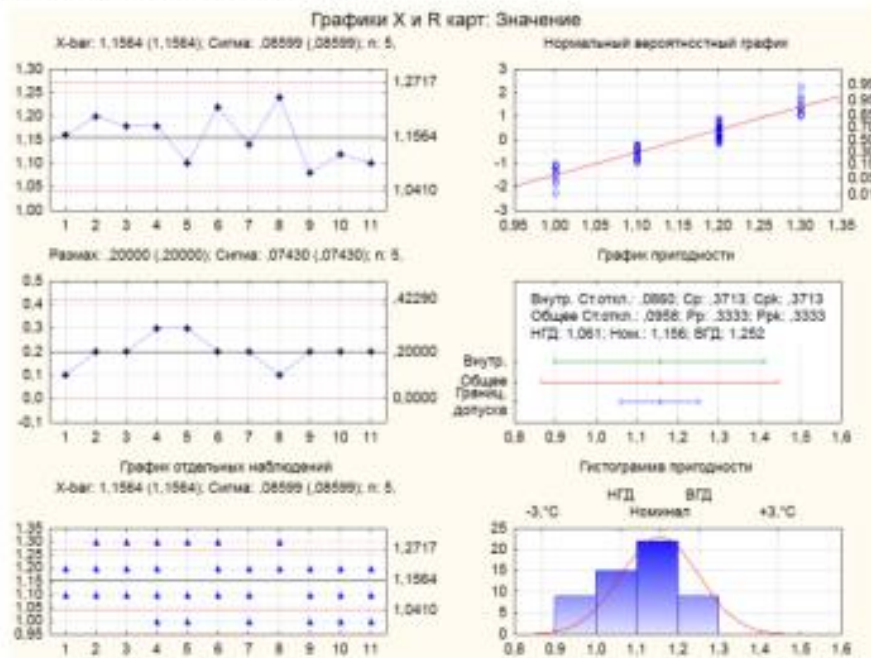 Графики X и R карт: Значение
X-bar: 1,1564 (1,1564); Сигма: ,08599 (,08599); n: 5,
1.30
1.25
1.20
1.15
1.10
1.05
1.00
1,2717
1,1564
1,0410
1 2 3 4 5 6 7 8 9 10 11
Нормальный вероятностный график
3
2
1
0
-1
-2
-3
0.95 1.00 1,05 1,10 1,15 1,20 1,25 1,30 1,35
Размах: ,20000 (,20000); Сигма: ,07430 (,07430); n: 5,
0.5
0.4
0.3
0.2
0.1
0.0
-0.1
,42290
,20000
0,0000
1 2 3 4 5 6 7 8 9 10 11
График пригодности
Внутр. Ст.откл.: ,0860; Cp: ,3713; Cpk: ,3713
Общее Ст.откл.: ,0958; Pp: ,3333; Ppk: ,3333
НГД: 1,061; Ном.: 1,156; ВГД: 1,252
Внутр.
Общее
Границ.
допуска
0,8 0,9 1,0 1,1 1,2 1,3 1,4 1,5 1,6
График отдельных наблюдений
X-bar: 1,1564 (1,1564); Сигма: ,08599 (,08599); n: 5,
1.35
1.30
1.25
1.20
1.15
1.10
1.05
1.00
0.95
1,2717
1,1564
1,0410
1 2 3 4 5 6 7 8 9 10 11
Гистограмма пригодности
НГД ВГД
-3,°C Номинал +3,°C
25
20
15
10
5
0
0,8 0,9 1,0 1,1 1,2 1,3 1,4 1,5 1,6